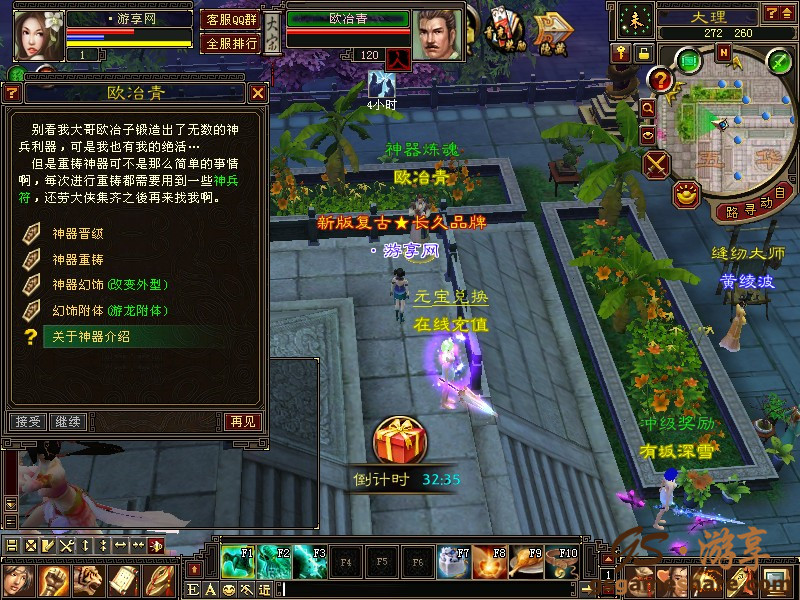 · 游享网
1
客服QQ群
全服排行
大宗
欧冶青
120
4小时
未
大理
272 260
N
自动寻路
欧冶青
别看我大哥欧冶子锻造出了无数的神
兵利器，可是我也有我的绝活…
但是重铸神器可不是那么简单的事情
啊，每次进行重铸都需要用到一些神兵
符，还劳大侠集齐之後再来找我啊。
神器晋级
神器重铸
神器幻饰(改变外型)
幻饰附体(游龙附体)
关于神器介绍
接受
继续
再见
神器炼魂
欧冶青
新版复古★长久品牌
· 游享网
元宝兑换
在线充值
缝纫大师
黄绫波
冲级奖励
有板深雪
倒计时 32:35
F1
F2
F3
F4
F5
F6
F7
F8
F9
F10
1
E
A
近
游享